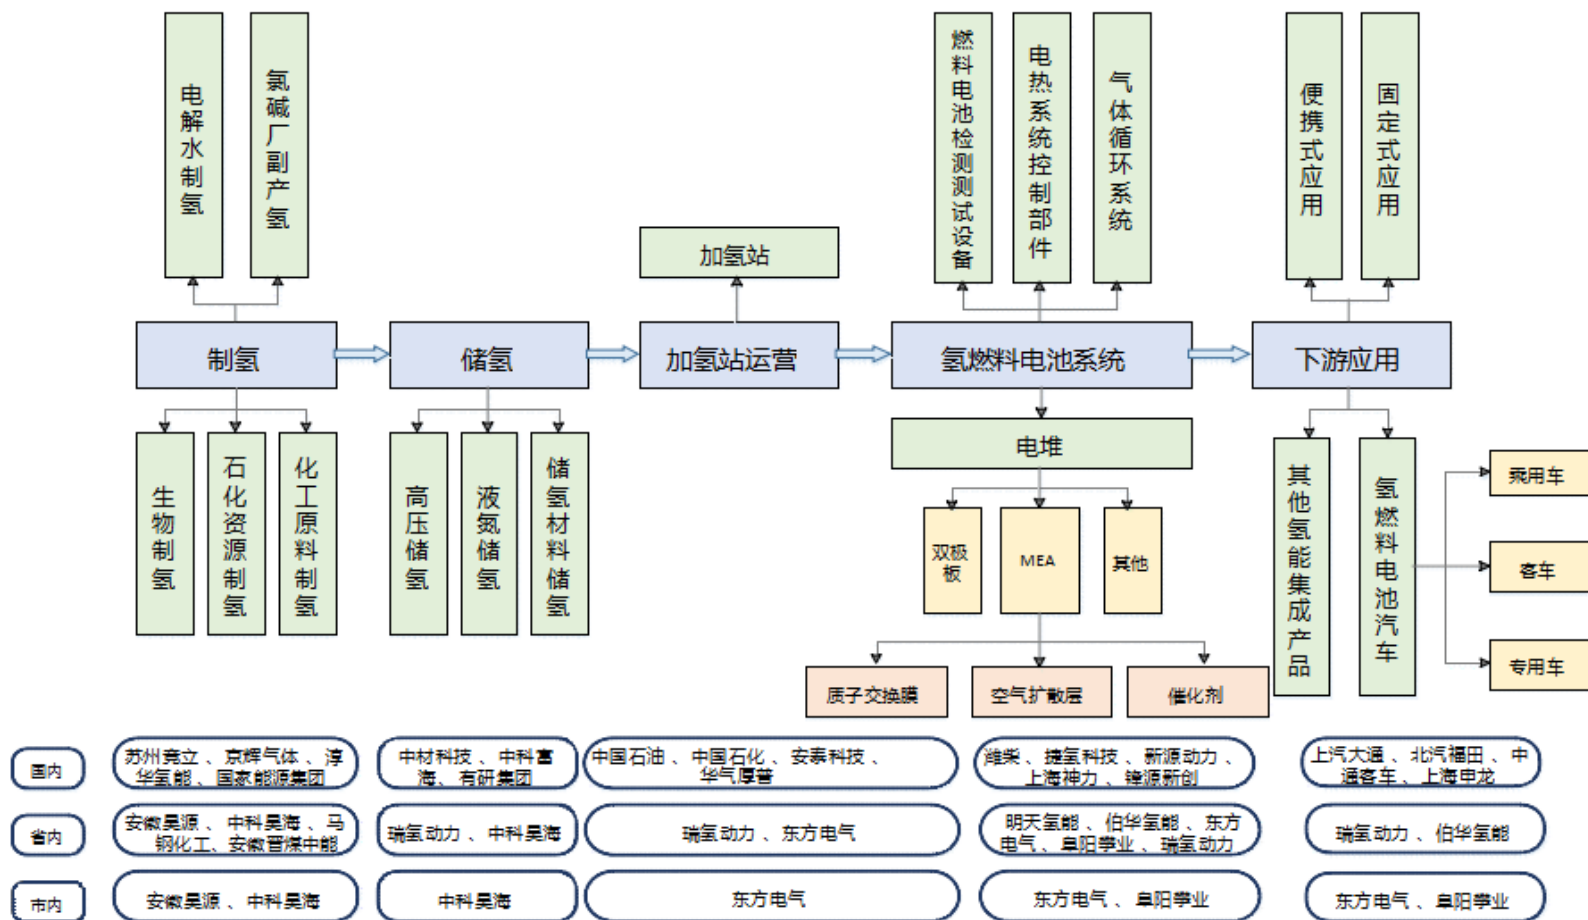 电解水制氢
氯碱厂副产氢
燃料电池检测测试设备
电热系统控制部件
气体循环系统
便携式应用
固定式应用
加氢站
制氢
储氢
加氢站运营
氢燃料电池系统
下游应用
生物制氢
石化资源制氢
化工原料制氢
高压储氢
液氮储氢
储氢材料储氢
电堆
双极
板
MEA
其他
质子交换膜
空气扩散层
催化剂
其他氢能集成产品
氢燃料电池汽车
乘用车
客车
专用车
国内
苏州竞立、京辉气体、淳
华氢能、国家能源集团
中材科技、中科富
海、有研集团
中国石油、中国石化、安泰科技、
华气厚普
潍柴、捷氢科技、新源动力、
上海神力、锋源新创
上汽大通、北汽福田、中
通客车、上海申龙
省内
安徽昊源、中科昊海、马
钢化工、安徽晋煤中能
瑞氢动力、中科昊海
瑞氢动力、东方电气
明天氢能、伯华氢能、东方
电气、阜阳攀业、瑞氢动力
瑞氢动力、伯华氢能
市内
安徽昊源、中科昊海
中科昊海
东方电气
东方电气、阜阳攀业
东方电气、阜阳攀业